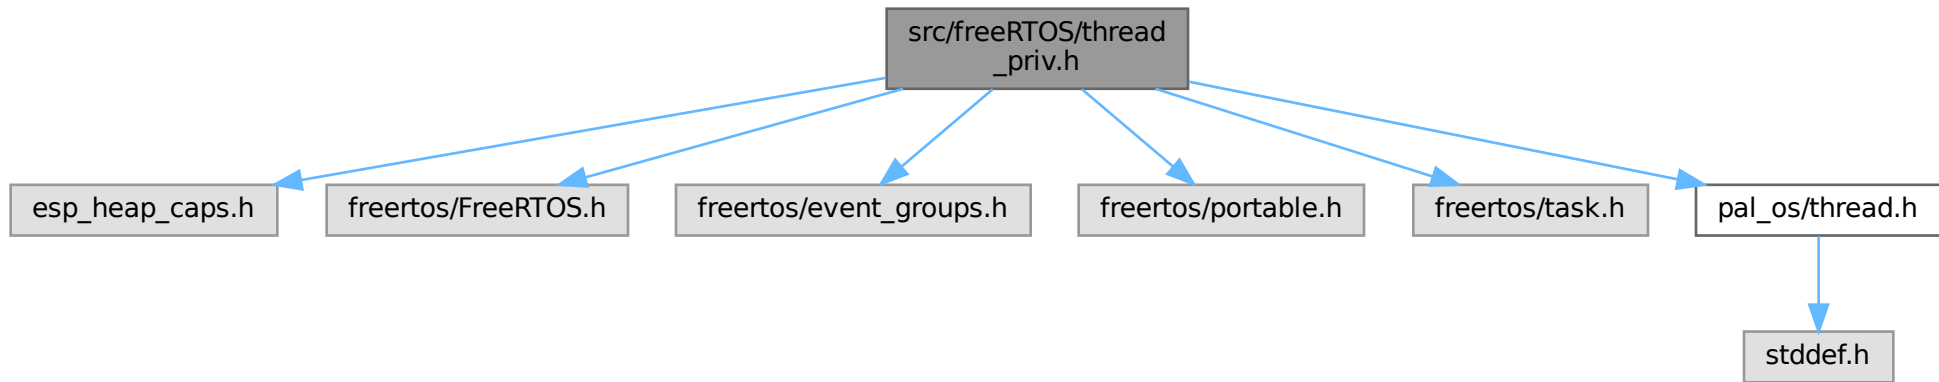 src/freeRTOS/thread
_priv.h
esp_heap_caps.h
freertos/FreeRTOS.h
freertos/event_groups.h
freertos/portable.h
freertos/task.h
pal_os/thread.h
stddef.h